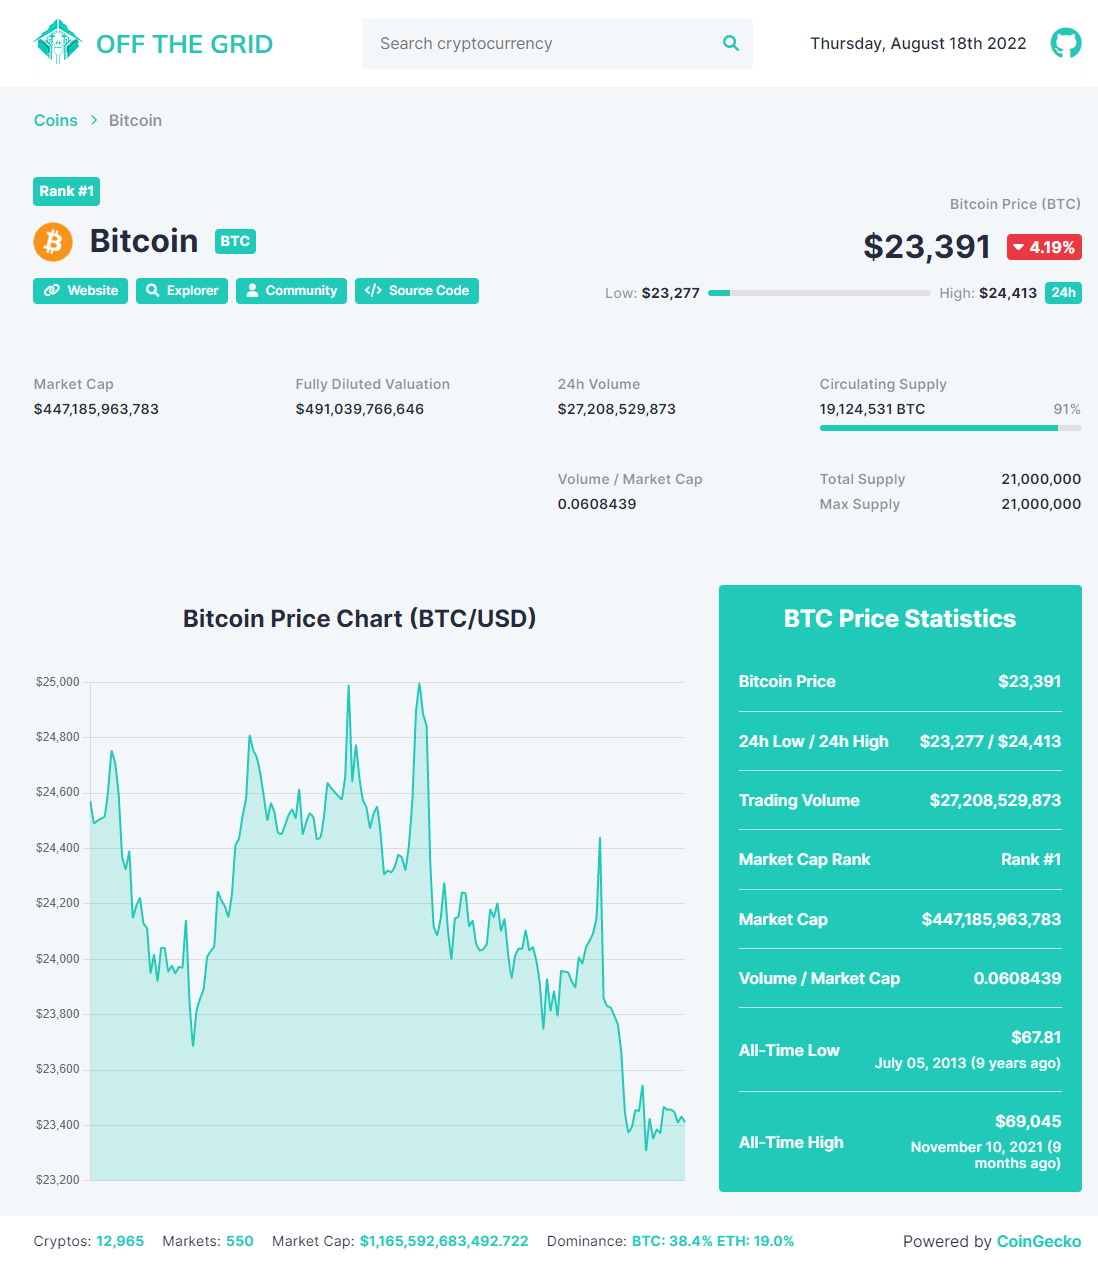 OFF THE GRID
Search cryptocurrency
Thursday, August 18th 2022
Coins > Bitcoin
Rank #1
Bitcoin BTC
Website Explorer Community Source Code
Bitcoin Price (BTC)
$23,391 4.19%
Low: $23,277 High: $24,413 24h
Market Cap
$447,185,963,783
Fully Diluted Valuation
$491,039,766,646
24h Volume
$27,208,529,873
Circulating Supply
19,124,531 BTC 91%
Volume / Market Cap
0.0608439
Total Supply 21,000,000
Max Supply 21,000,000
Bitcoin Price Chart (BTC/USD)
$25,000
$24,800
$24,600
$24,400
$24,200
$24,000
$23,800
$23,600
$23,400
$23,200
BTC Price Statistics
Bitcoin Price $23,391
24h Low / 24h High $23,277 / $24,413
Trading Volume $27,208,529,873
Market Cap Rank Rank #1
Market Cap $447,185,963,783
Volume / Market Cap 0.0608439
All-Time Low $67.81
July 05, 2013 (9 years ago)
All-Time High $69,045
November 10, 2021 (9
months ago)
Cryptos: 12,965 Markets: 550 Market Cap: $1,165,592,683,492.722 Dominance: BTC: 38.4% ETH: 19.0%
Powered by CoinGecko